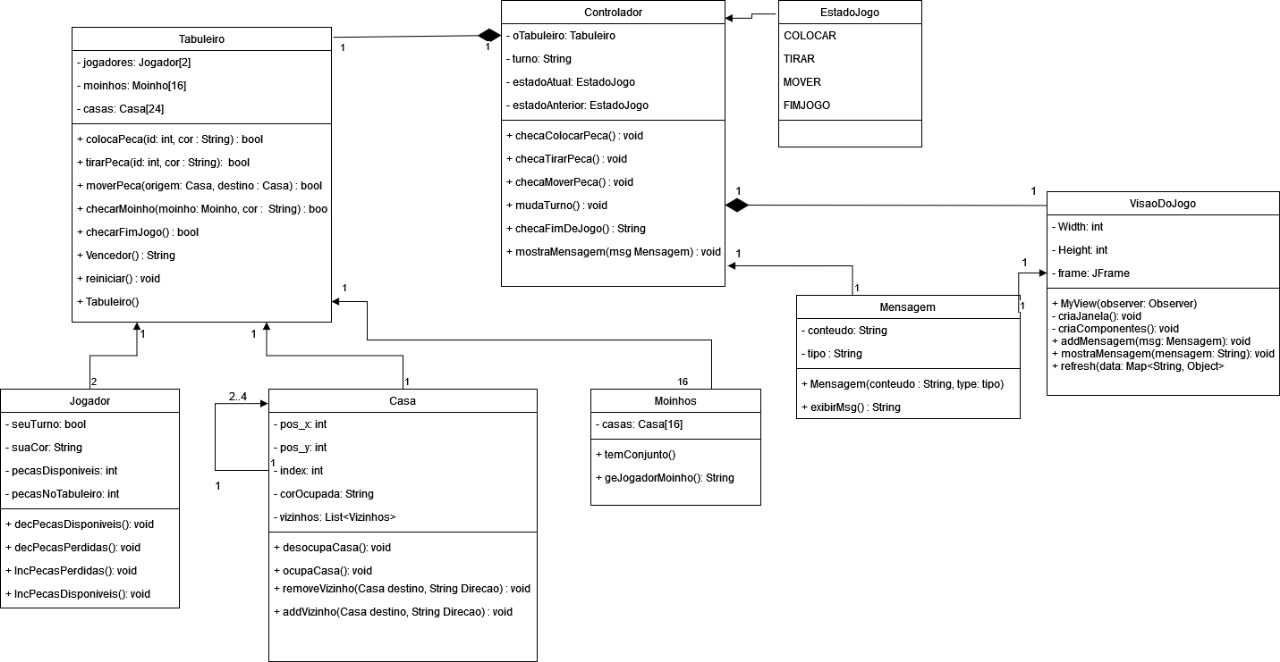 Tabuleiro
- jogadores: Jogador[2]
- moinhos: Moinho[16]
- casas: Casa[24]
+ colocaPeca(id: int, cor : String) : bool
+ tirarPeca(id: int, cor : String): bool
+ moverPeca(origem: Casa, destino : Casa) : bool
+ checarMoinho(moinho: Moinho, cor : String) : boo
+ checarFimJogo() : bool
+ Vencedor() : String
+ reiniciar() : void
+ Tabuleiro()
1
1
Controlador
- oTabuleiro: Tabuleiro
- turno: String
- estadoAtual: EstadoJogo
- estadoAnterior: EstadoJogo
+ checaColocarPeca() : void
+ checaTirarPeca() : void
+ checaMoverPeca() : void
+ mudaTurno() : void
+ checaFimDeJogo() : String
+ mostraMensagem(msg Mensagem) : void
EstadoJogo
COLOCAR
TIRAR
MOVER
FIMJOGO
1
1
VisaoDoJogo
- Width: int
- Height: int
- frame: JFrame
+ MyView(observer: Observer)
- criaJanela(): void
- criaComponentes(): void
+ addMensagem(msg: Mensagem): void
+ mostraMensagem(mensagem: String): void
+ refresh(data: Map<String, Object>
1
1
1
1
Mensagem
- conteudo: String
- tipo : String
+ Mensagem(conteudo : String, type: tipo)
+ exibirMsg() : String
1
1
1
2
1
16
Jogador
- seuTurno: bool
- suaCor: String
- pecasDisponiveis: int
- pecasNoTabuleiro: int
+ decPecasDisponiveis(): void
+ decPecasPerdidas(): void
+ IncPecasPerdidas(): void
+ IncPecasDisponiveis(): void
2..4
1
1
Casa
- pos_x: int
- pos_y: int
- index: int
- corOcupada: String
- vizinhos: List<Vizinhos>
+ desocupaCasa(): void
+ ocupaCasa(): void
+ removeVizinho(Casa destino, String Direcao) : void
+ addVizinho(Casa destino, String Direcao) : void
Moinhos
- casas: Casa[16]
+ temConjunto()
+ geJogadorMoinho(): String